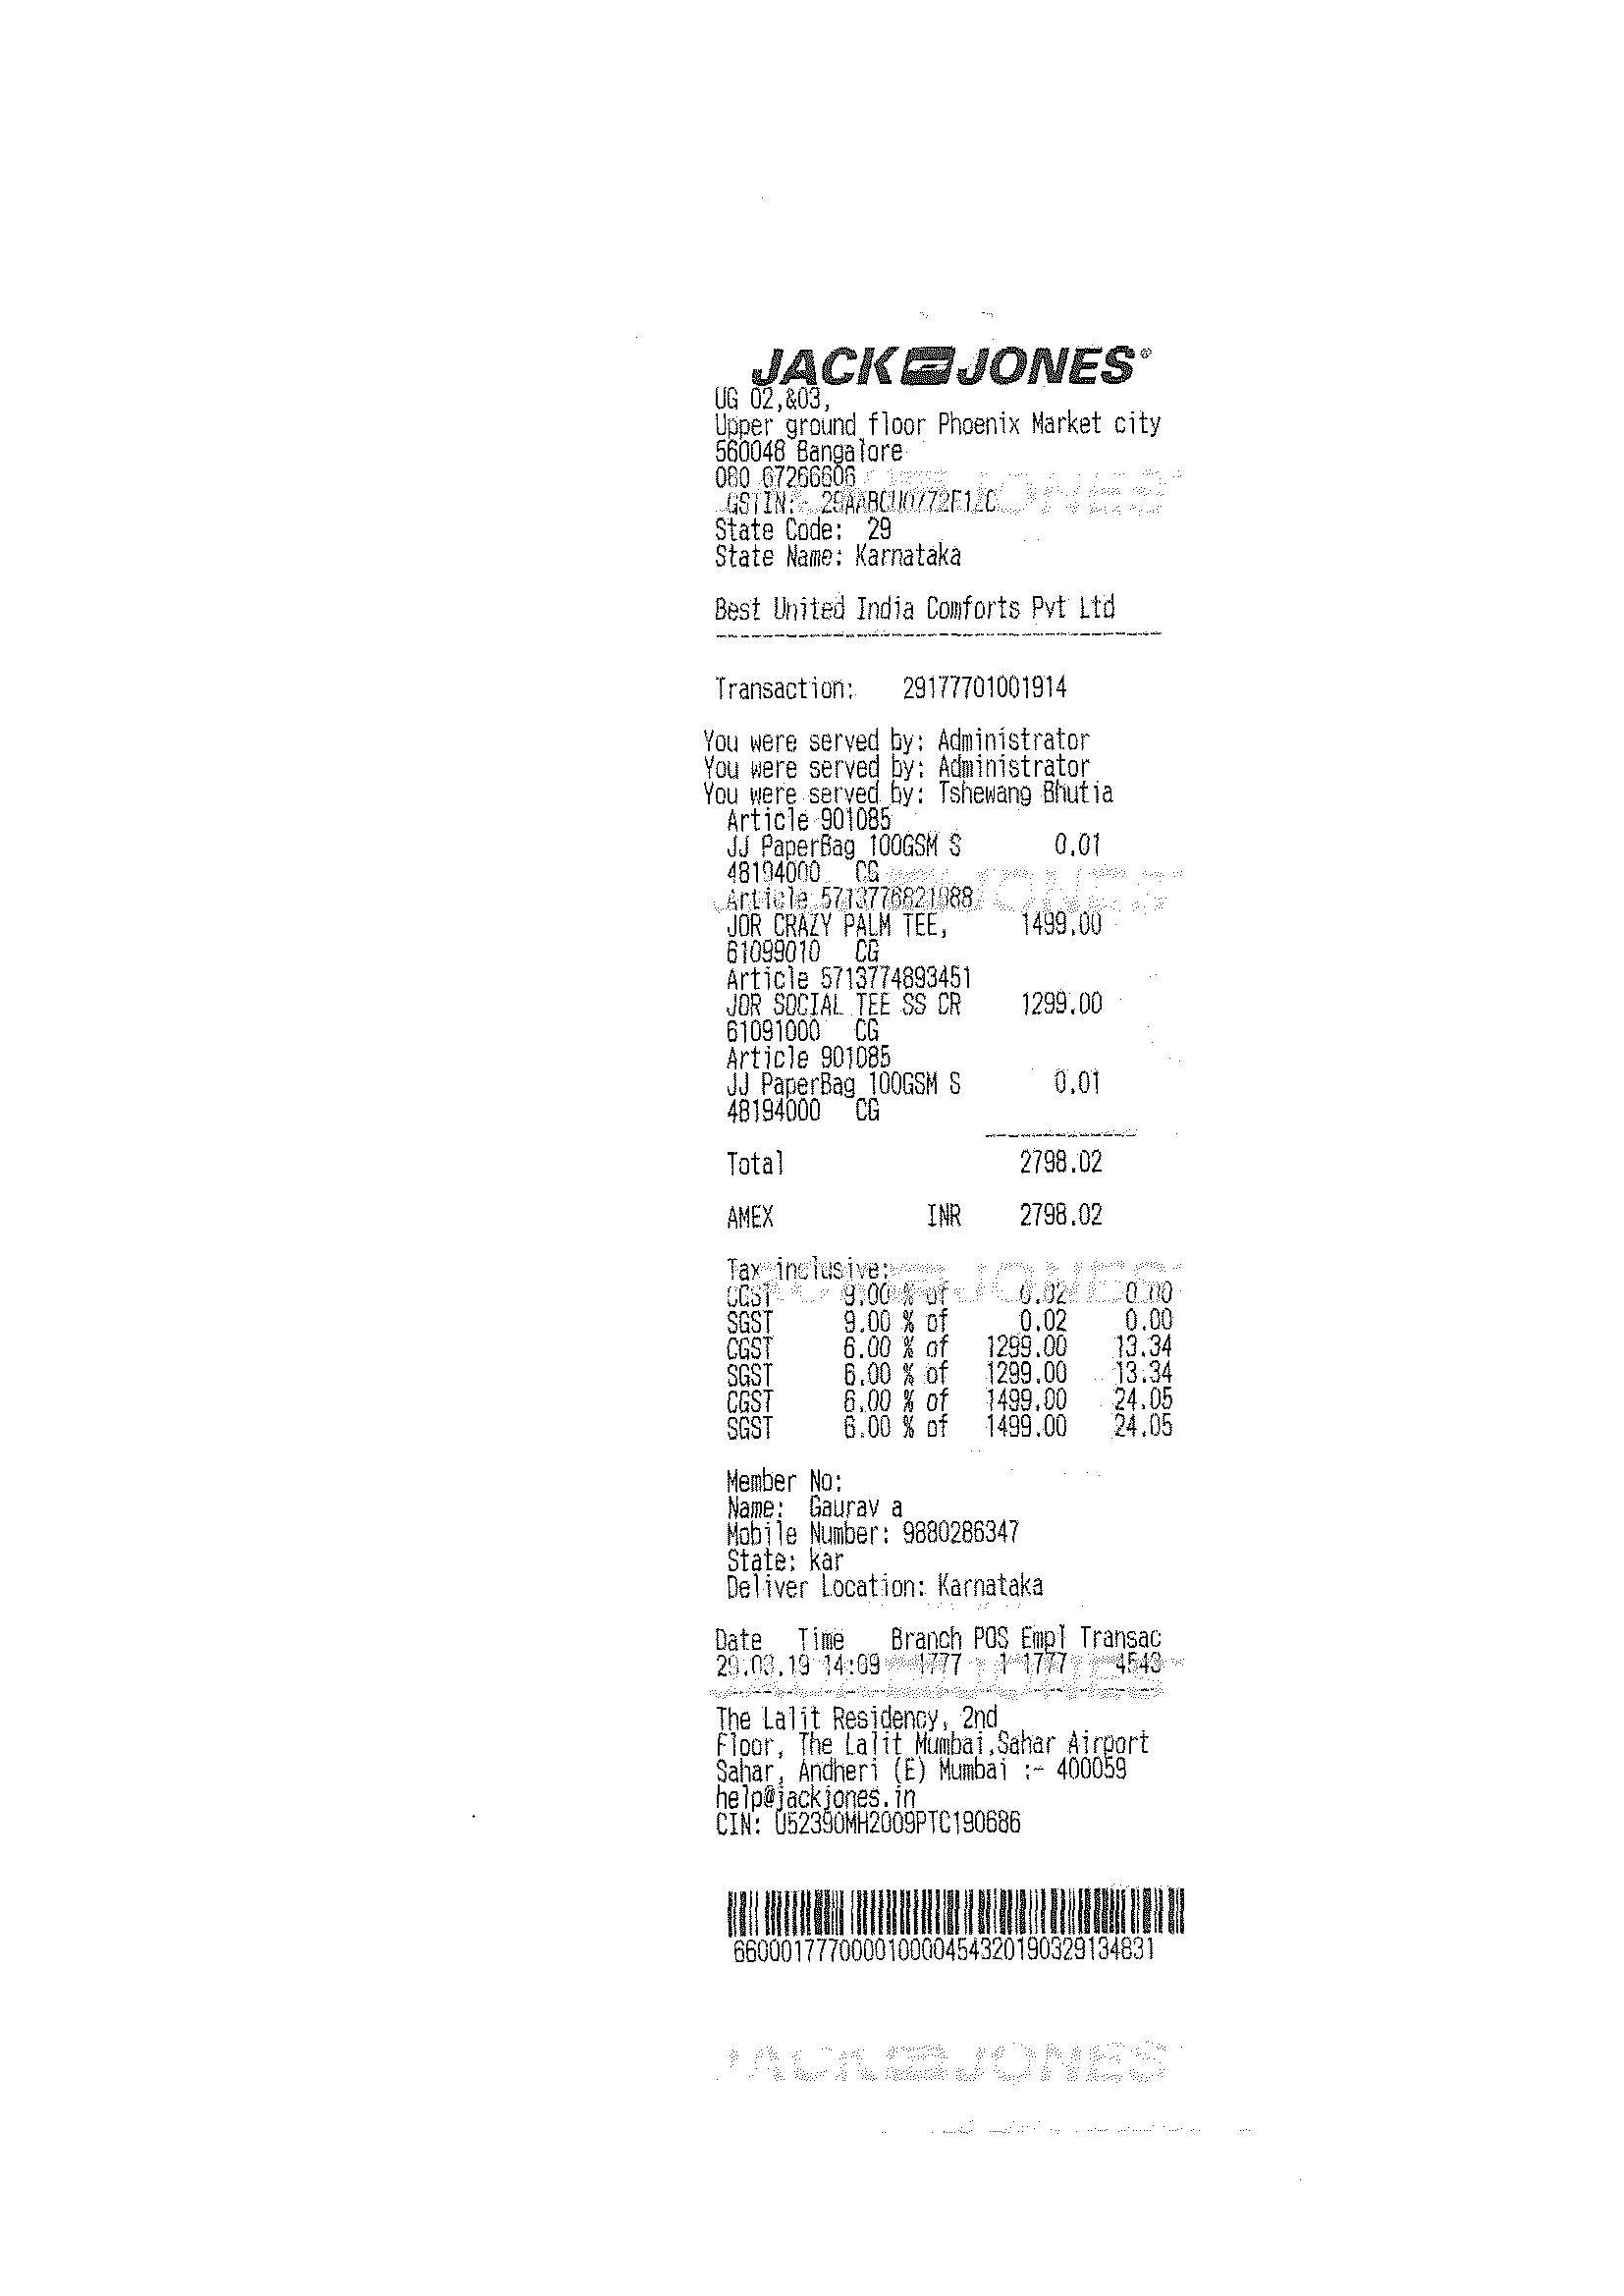 JACK JONES®
UG 02,&03,
Upper ground floor Phoenix Market city
560048 Bangalore
080 67266606
GSTIN:
State Code: 29
State Name: Karnataka
Best United India Comforts Pvt Ltd
Transaction: 29177701001914
You were served by: Administrator
You were served by: Administrator
You were served by: Tshewang Bhutia
Article 901085
JJ PaperBag 100GSM S 0.01
48194000 CG
Article 5713776821988
JOR CRAZY PALM TEE, 1499.00
61099010 CG
Article 5713774893451
JOR SOCIAL TEE SS CR 1299.00
61091000 CG
Article 901085
JJ PaperBag 100GSM S 0.01
48194000 CG
Total 2798.02
AMEX INR 2798.02
Tax inclusive:
CGST 9.00 % of 0.02 0.00
SGST 9.00 % of 0.02 0.00
CGST 6.00 % of 1299.00 13.34
SGST 6.00 % of 1299.00 13.34
CGST 6.00 % of 1499.00 24.05
SGST 6.00 % of 1499.00 24.05
Member No:
Name: Gaurav a
Mobile Number: 9880286347
State: kar
Deliver Location: Karnataka
Date Time Branch POS Empl Transac
29.03.19 14:09 1777 1 1777 4543
The Lalit Residency, 2nd
Floor, The Lalit Mumbai,Sahar Airport
Sahar, Andheri (E) Mumbai :- 400059
help@jackjones.in
CIN: U52390MH2009PTC190686
660001777000010000454320190329134831
JACK JONES